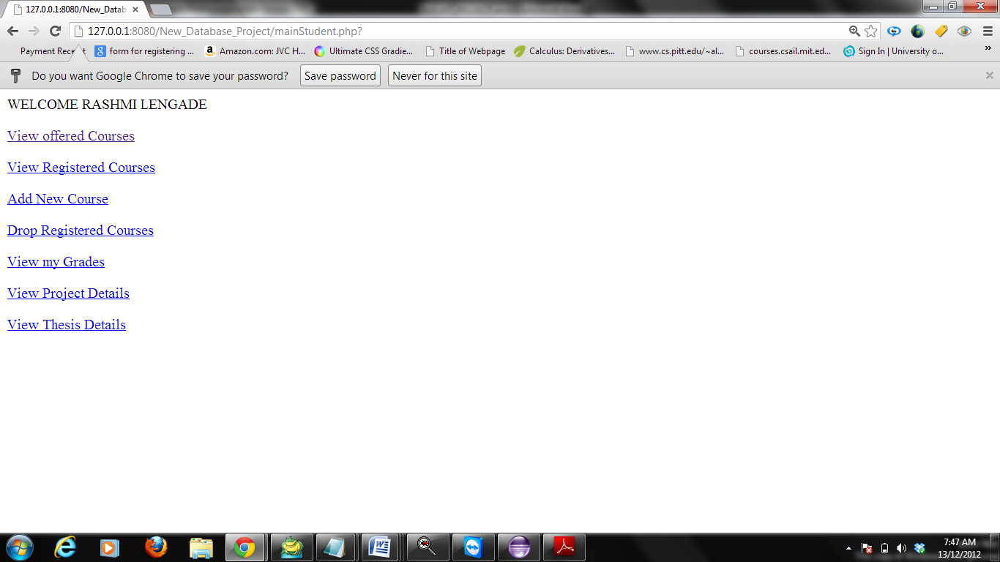 127.0.0.1:8080/New_Datab
127.0.0.1:8080/New_Database_Project/mainStudent.php?
Payment Rece t form for registering ... Amazon.com: JVC H... Ultimate CSS Gradie... Title of Webpage Calculus: Derivatives... www.cs.pitt.edu/~al... courses.csail.mit.ed... Sign In | University o... »
Do you want Google Chrome to save your password? Save password Never for this site
WELCOME RASHMI LENGADE
View offered Courses
View Registered Courses
Add New Course
Drop Registered Courses
View my Grades
View Project Details
View Thesis Details
7:47 AM
13/12/2012